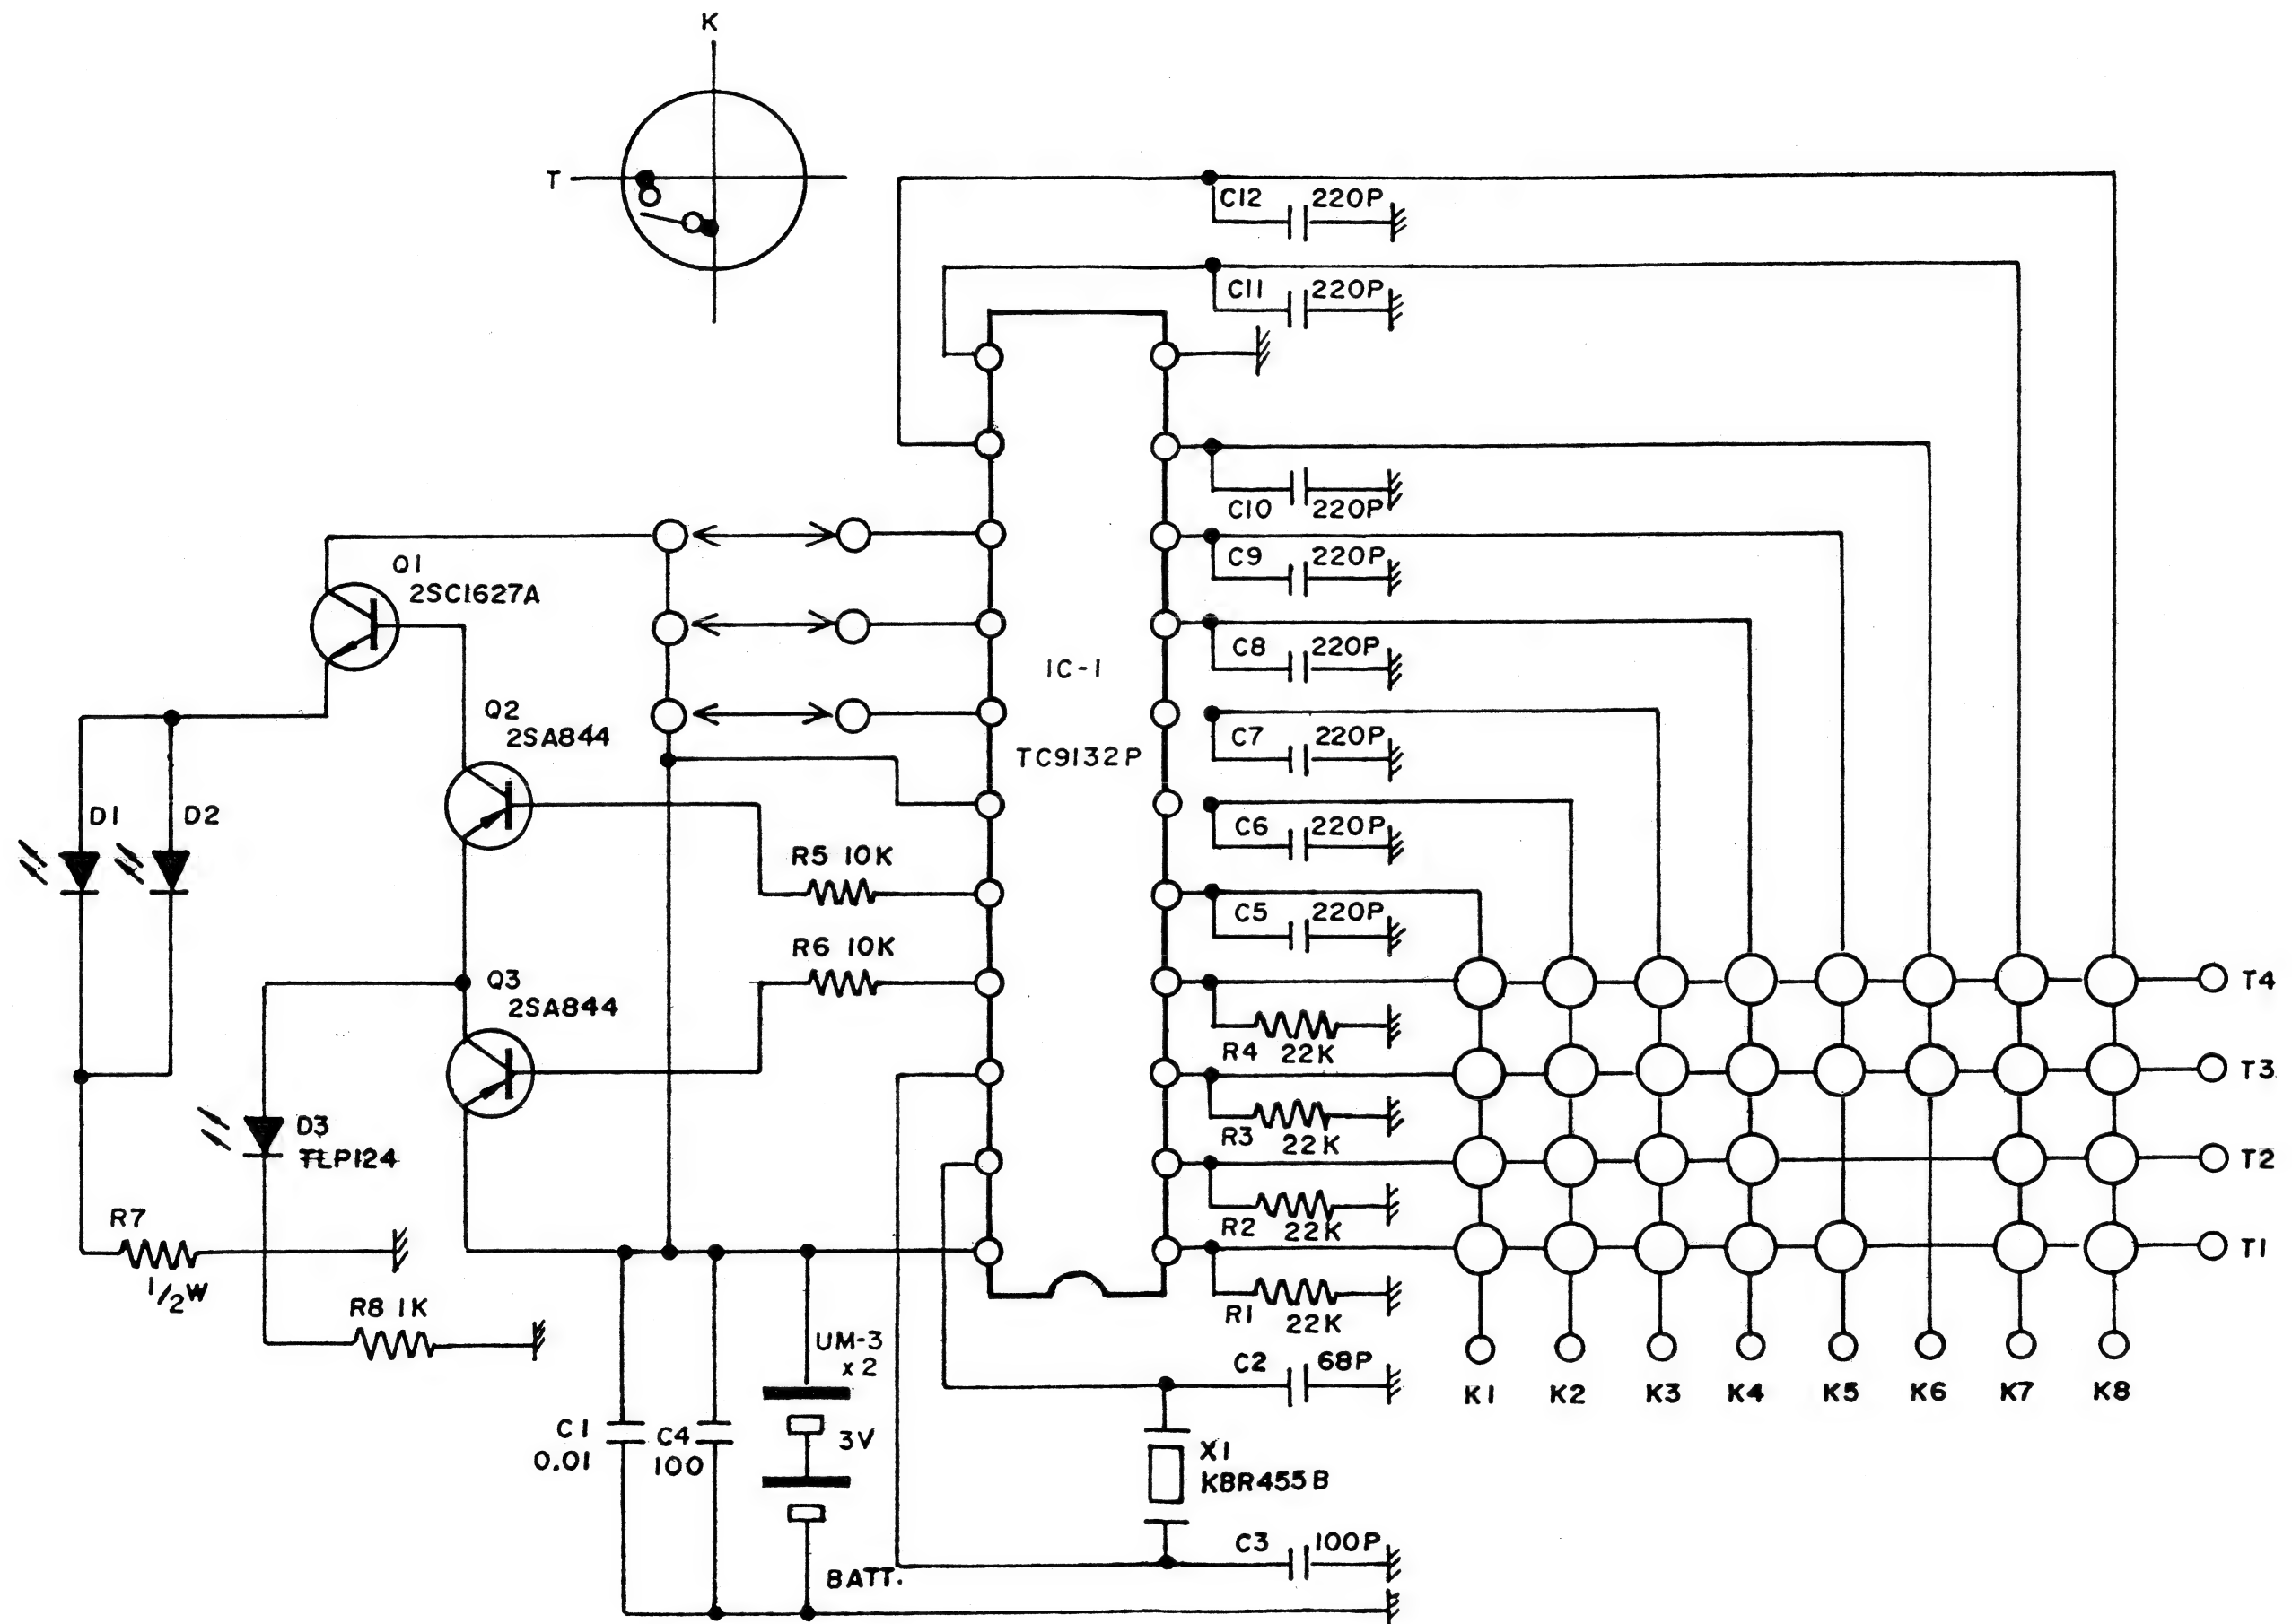 K
T
C12 220P
C11 220P
C10 220P
Q1
2SC1627A
C9 220P
C8 220P
IC-1
TC9132P
Q2
2SA844
C7 220P
D1
D2
C6 220P
R5 10K
C5 220P
R6 10K
Q3
2SA844
T4
R4 22K
T3
D3
TLP124
R3 22K
T2
R7
1/2W
R2 22K
T1
R8 1K
R1 22K
UM-3
x2
C2 68P
K1 K2 K3 K4 K5 K6 K7 K8
C1
0.01
C4
100
3V
X1
KBR455B
C3 100P
BATT.